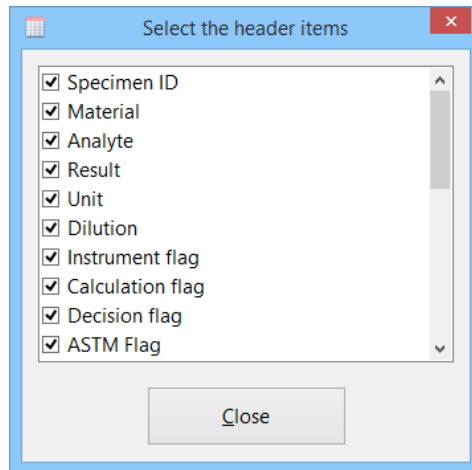 Select the header items
Specimen ID
Material
Analyte
Result
Unit
Dilution
Instrument flag
Calculation flag
Decision flag
ASTM Flag
Close